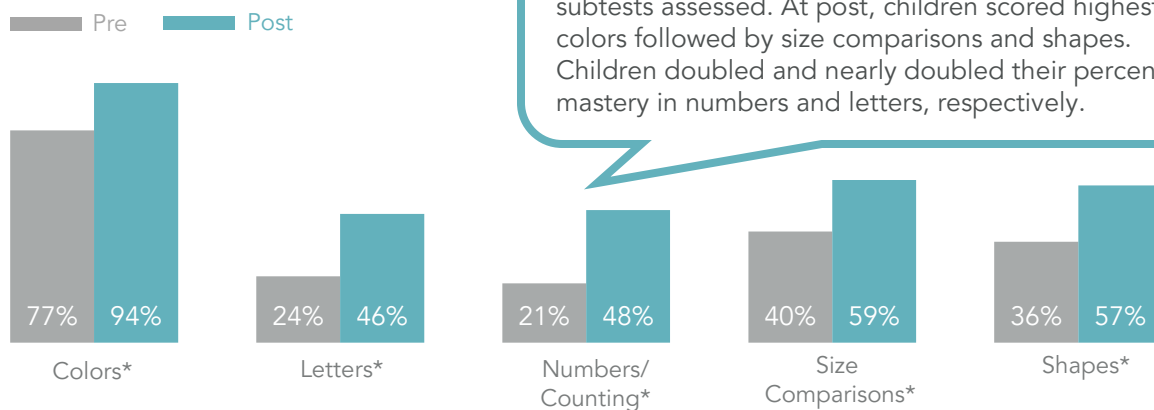 Pre Post
subtests assessed. At post, children scored highest
colors followed by size comparisons and shapes.
Children doubled and nearly doubled their percen
mastery in numbers and letters, respectively.
77% 94% 24% 46% 21% 48% 40% 59% 36% 57%
Colors* Letters* Numbers/ Size Shapes*
Counting* Comparisons*